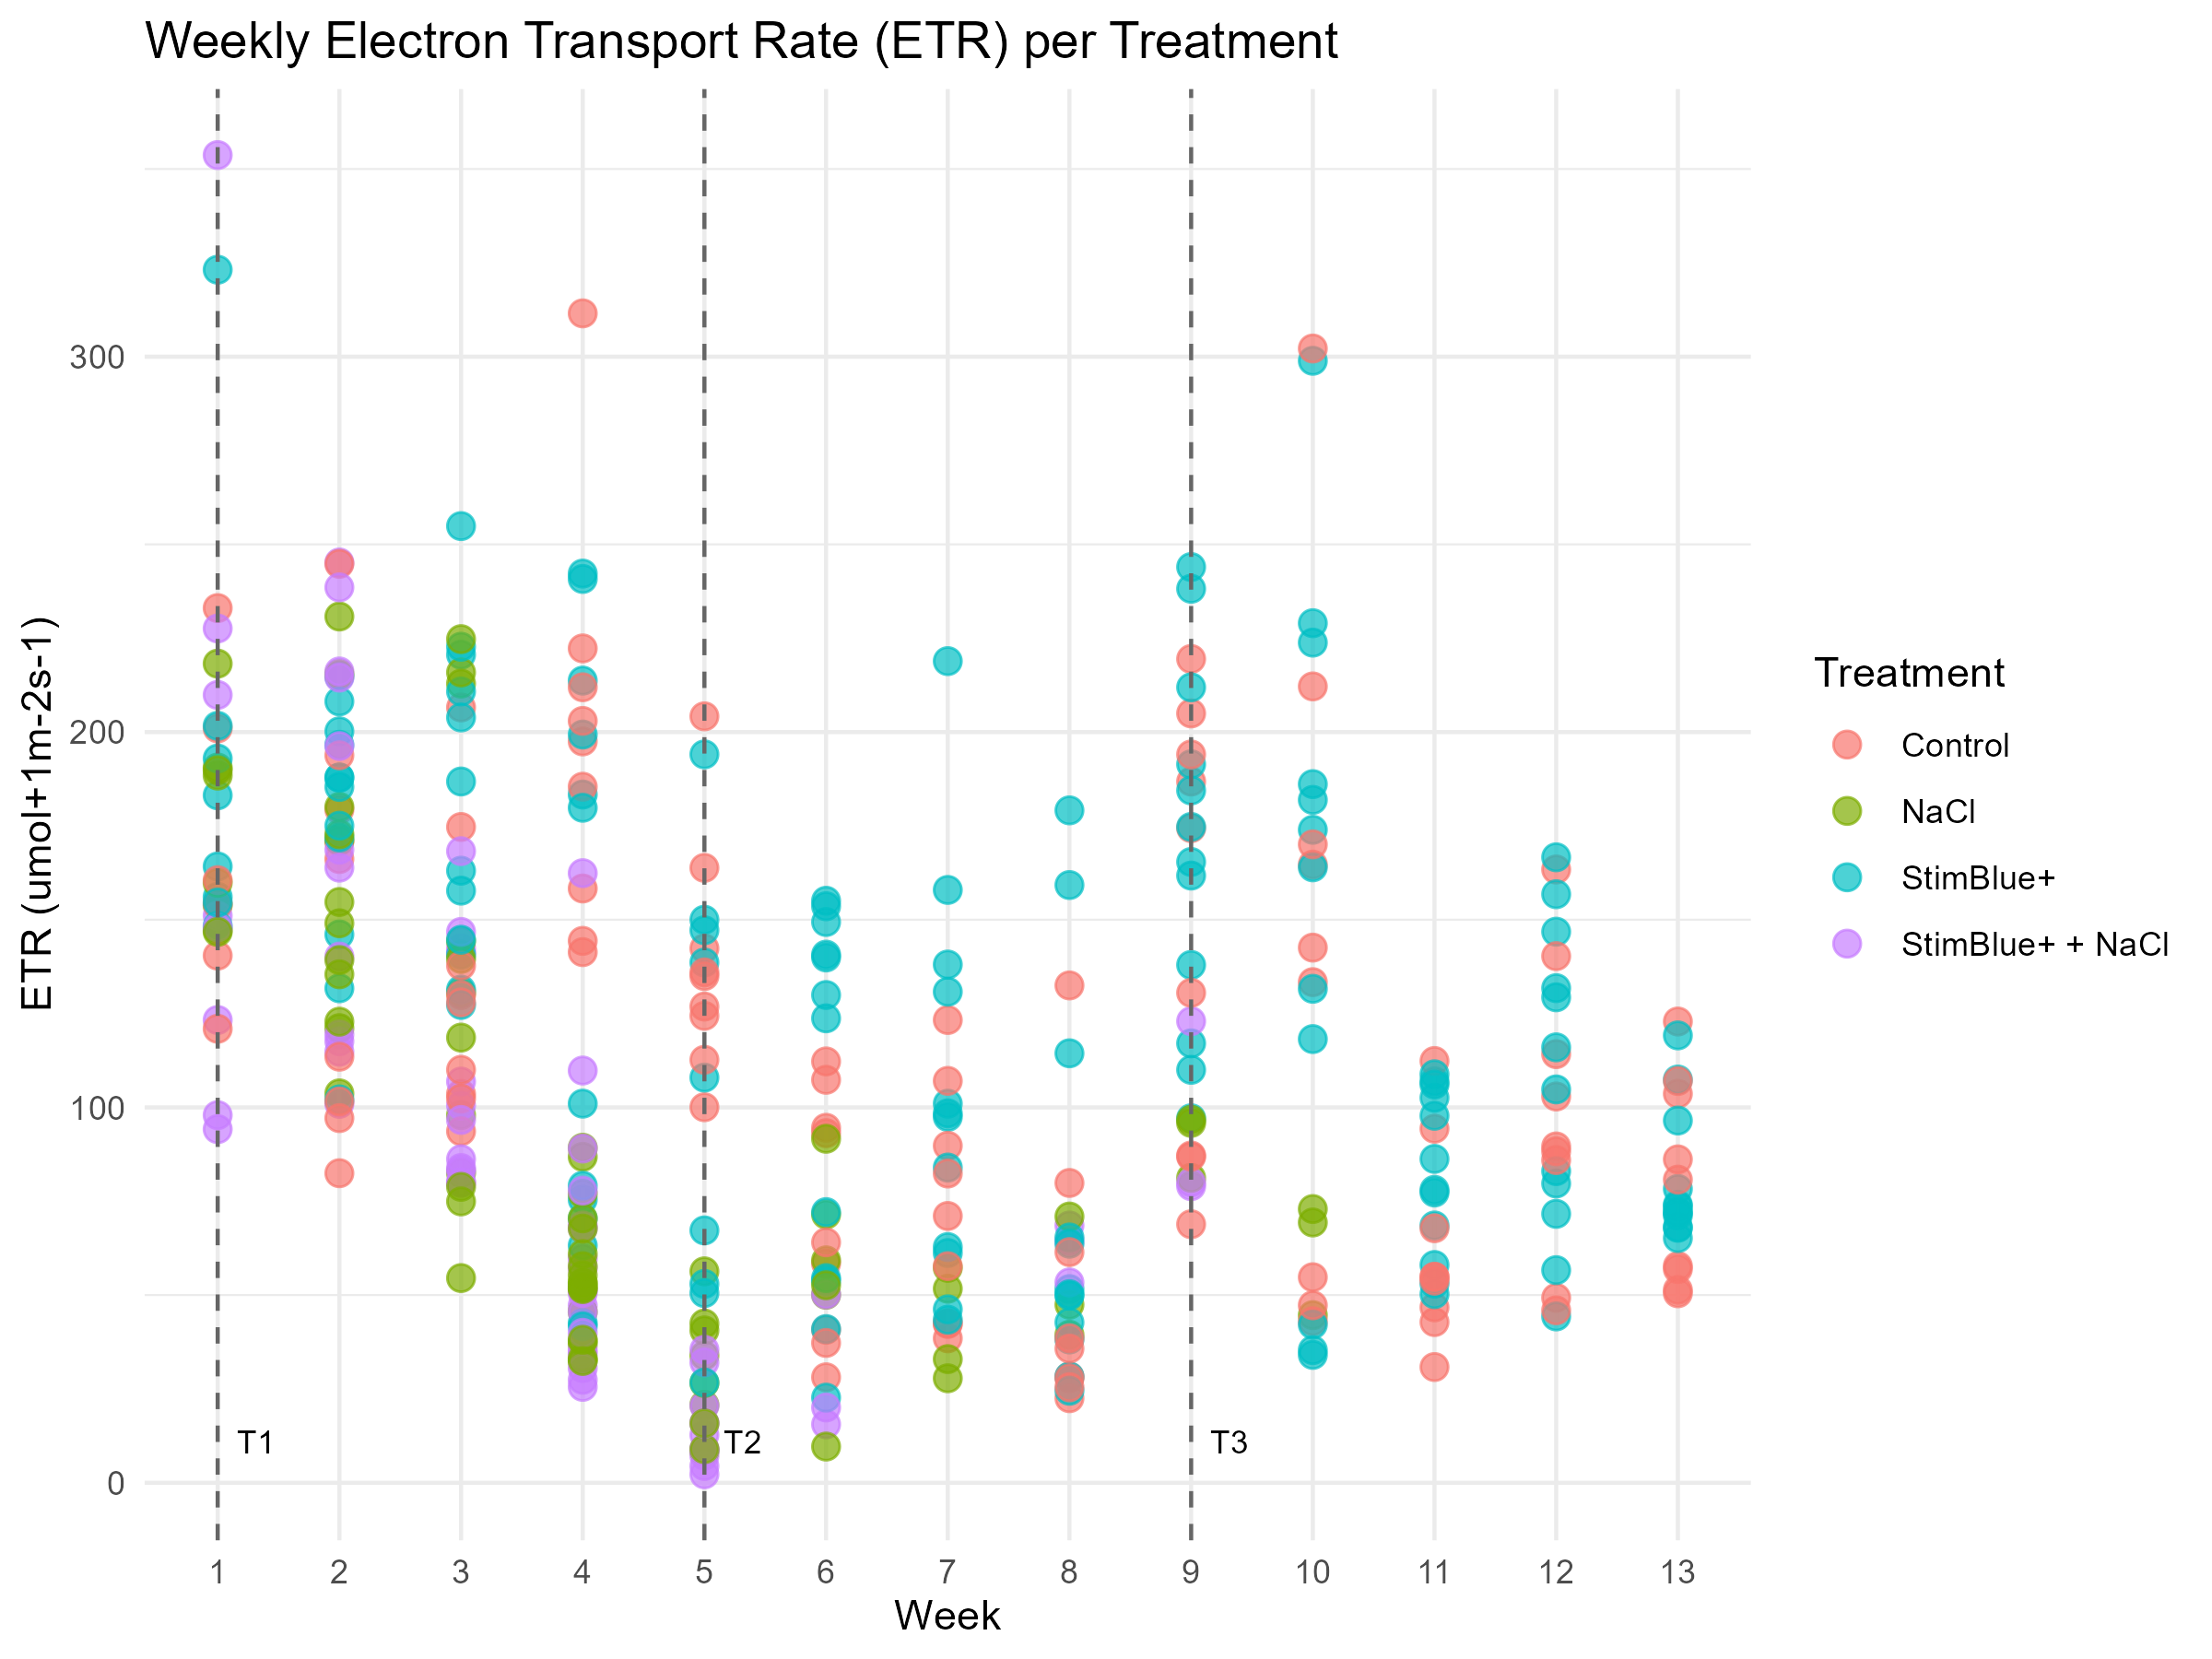 Weekly Electron Transport Rate (ETR) per Treatment
ETR (umol+1m-2s-1)
300
200
100
0
T1
T2
T3
1 2 3 4 5 6 7 8 9 10 11 12 13
Week
Treatment
Control
NaCl
StimBlue+
StimBlue+ + NaCl